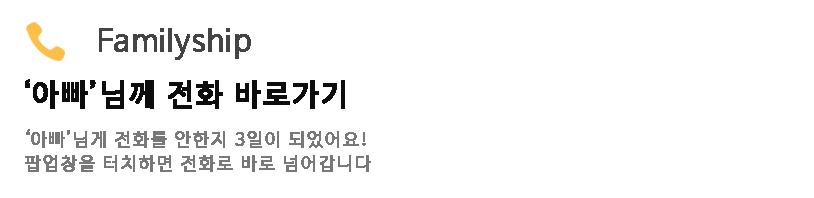 Familyship
‘아빠’님께 전화 바로가기
‘아빠’님게 전화를 안한지 3일이 되었어요!
팝업창을 터치하면 전화로 바로 넘어갑니다